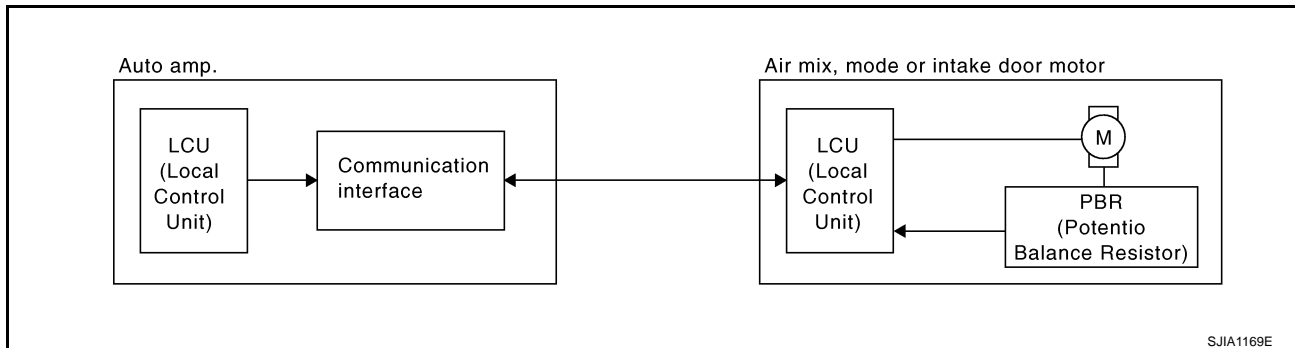 Auto amp.
LCU
(Local
Control
Unit)
Communication
interface
Air mix, mode or intake door motor
LCU
(Local
Control
Unit)
M
PBR
(Potentio
Balance Resistor)
SJIA1169E